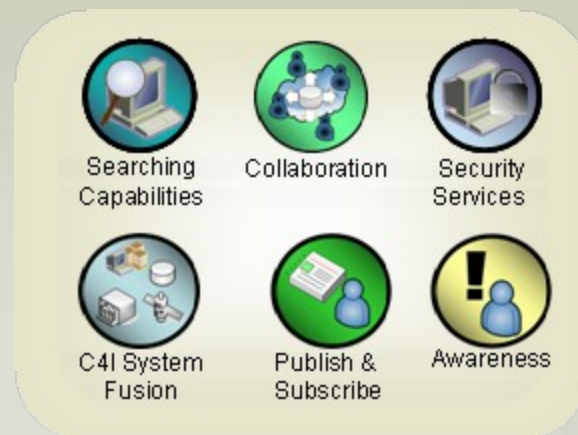 Searching
Capabilities
Collaboration
Security
Services
C4I System
Fusion
Publish &
Subscribe
Awareness